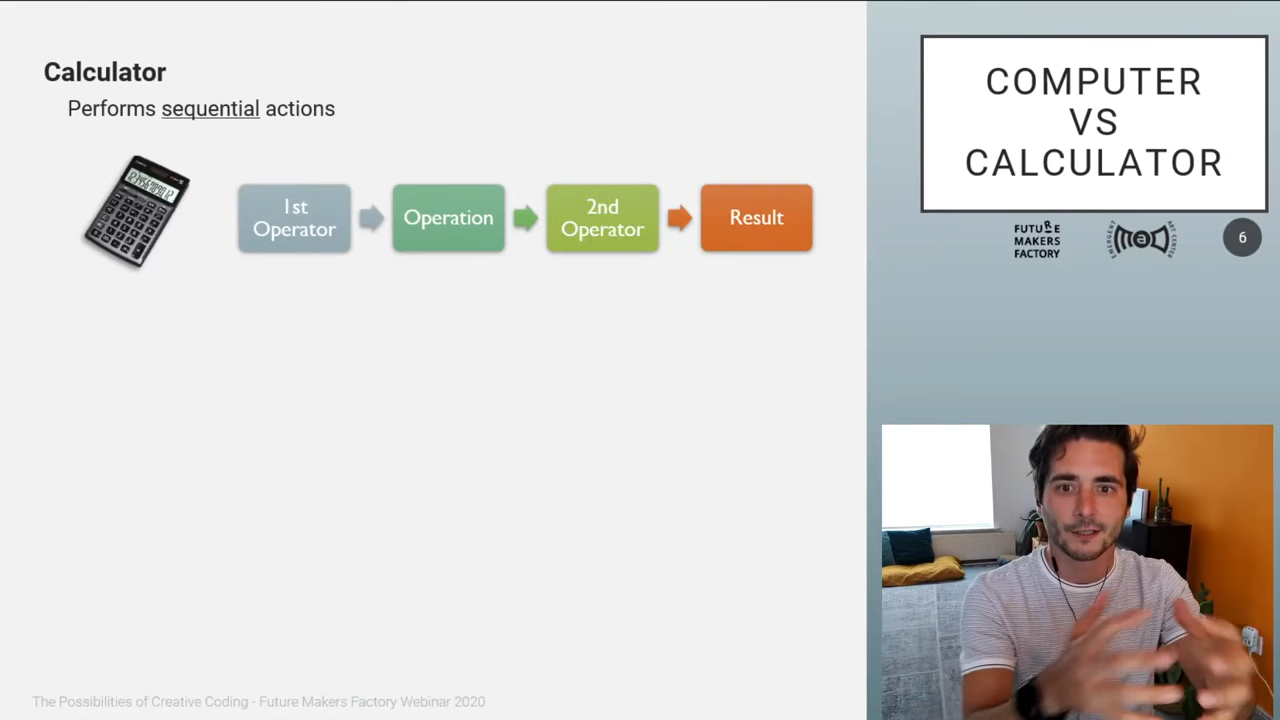 Calculator
Performs sequential actions
1st
Operator
Operation
2nd
Operator
Result
COMPUTER
VS
CALCULATOR
FUTURE
MAKERS
FACTORY
6
The Possibilities of Creative Coding - Future Makers Factory Webinar 2020